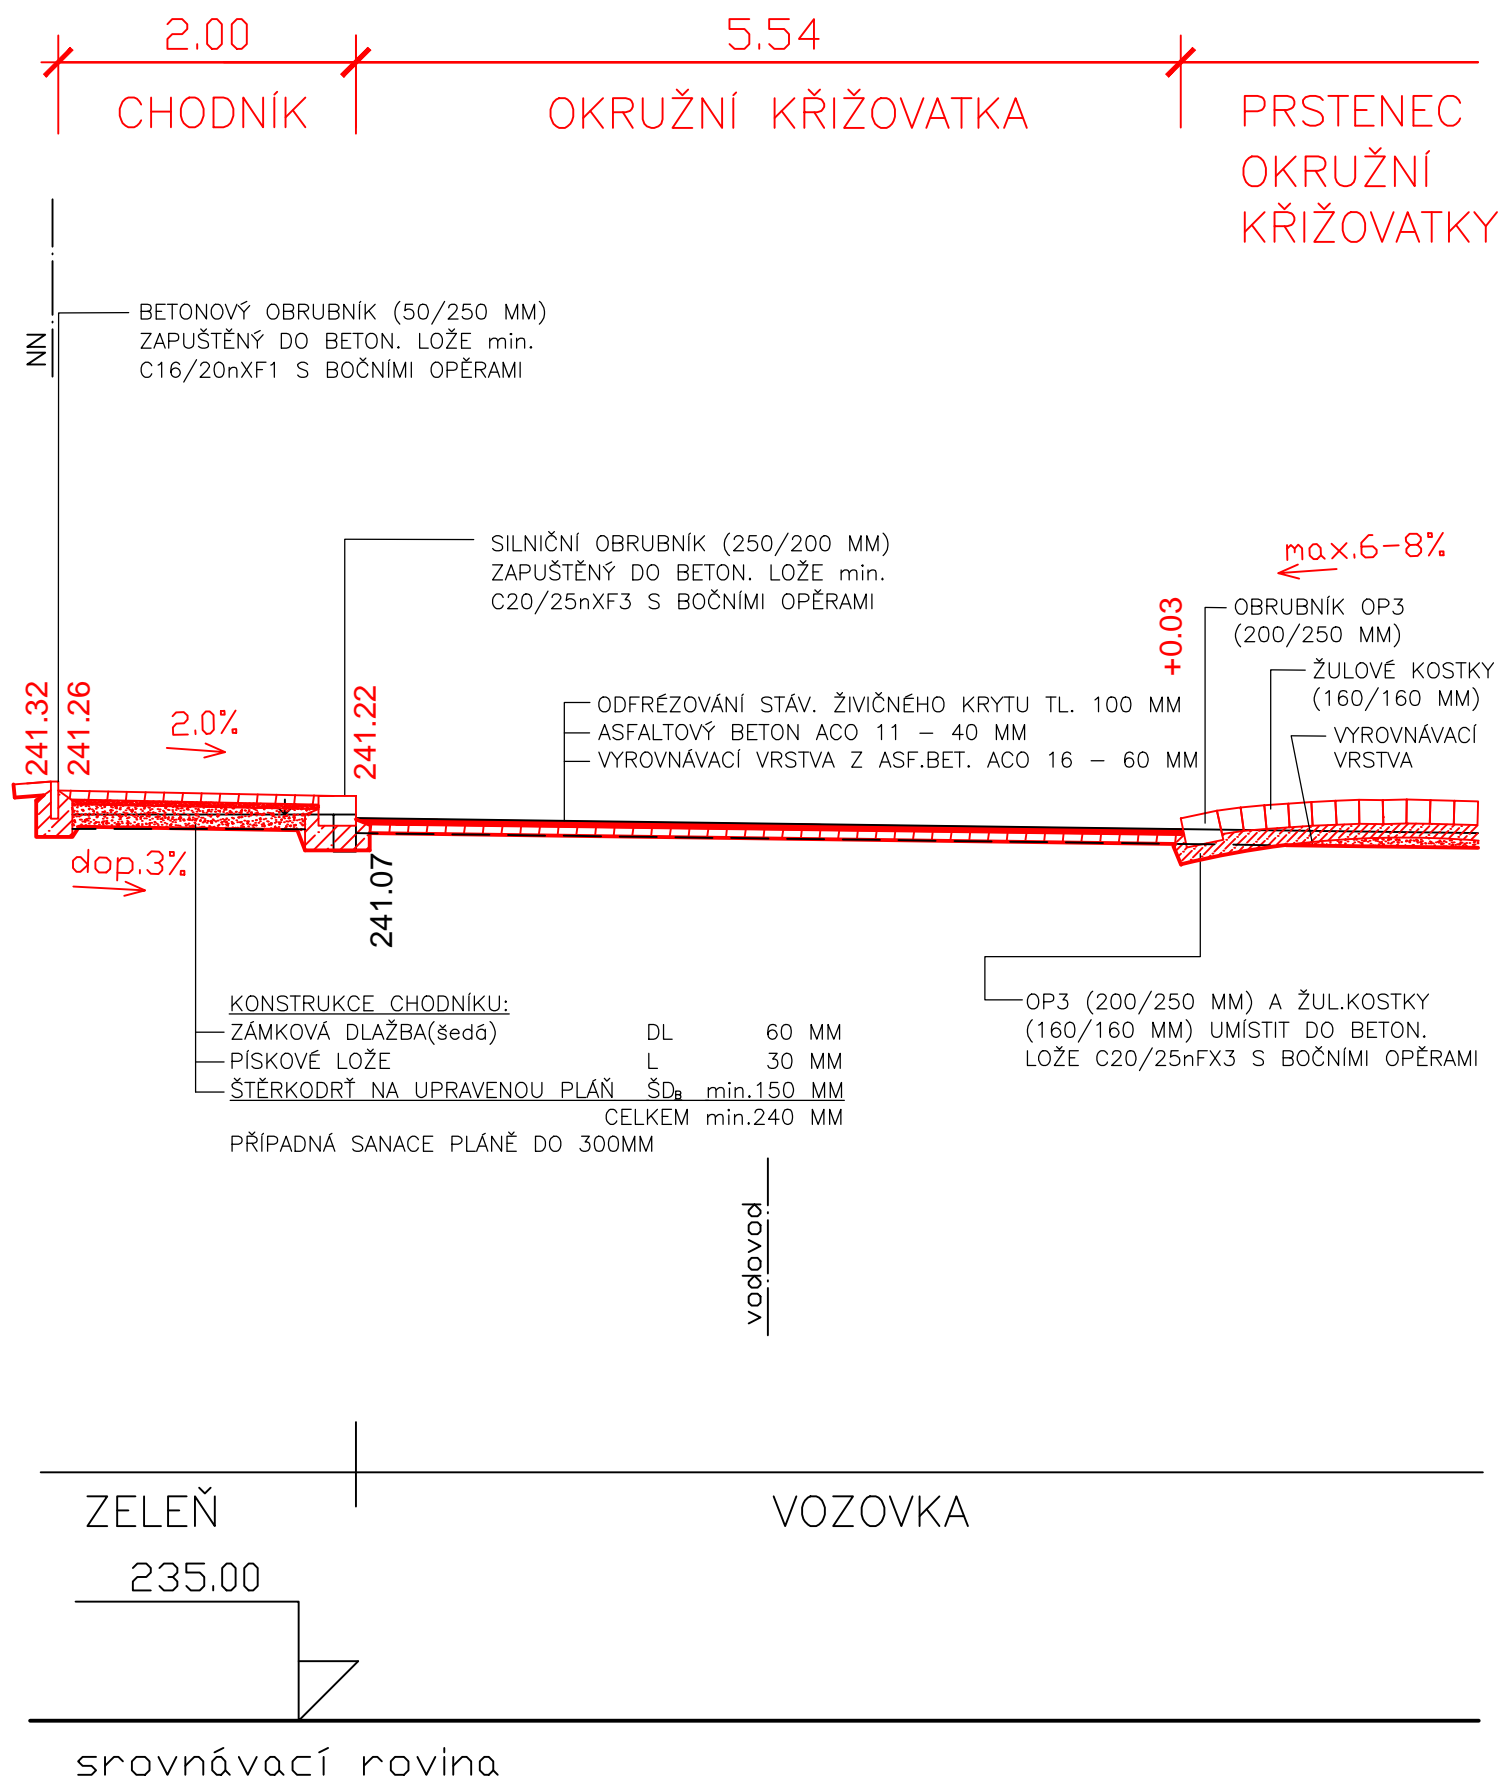 2.00
5.54
CHODNÍK
OKRUŽNÍ KŘIŽOVATKA
PRSTENEC
OKRUŽNÍ
KŘIŽOVATKY
NN
BETONOVÝ OBRUBNÍK (50/250 MM)
ZAPUŠTĚNÝ DO BETON. LOŽE min.
C16/20nXF1 S BOČNÍMI OPĚRAMI
SILNIČNÍ OBRUBNÍK (250/200 MM)
ZAPUŠTĚNÝ DO BETON. LOŽE min.
C20/25nXF3 S BOČNÍMI OPĚRAMI
max.6-8%
+0.03
OBRUBNÍK OP3
(200/250 MM)
ŽULOVÉ KOSTKY
(160/160 MM)
VYROVNÁVACÍ
VRSTVA
241.32
241.26
2.0%
241.22
ODFRÉZOVÁNÍ STÁV. ŽIVIČNÉHO KRYTU TL. 100 MM
ASFALTOVÝ BETON ACO 11 - 40 MM
VYROVNÁVACÍ VRSTVA Z ASF.BET. ACO 16 - 60 MM
dop.3%
241.07
KONSTRUKCE CHODNÍKU:
ZÁMKOVÁ DLAŽBA(šedá) DL 60 MM
PÍSKOVÉ LOŽE L 30 MM
ŠTĚRKODRŤ NA UPRAVENOU PLÁŇ ŠDB min.150 MM
CELKEM min.240 MM
PŘÍPADNÁ SANACE PLÁNĚ DO 300MM
OP3 (200/250 MM) A ŽUL.KOSTKY
(160/160 MM) UMÍSTIT DO BETON.
LOŽE C20/25nFX3 S BOČNÍMI OPĚRAMI
vodovod
ZELEŇ
VOZOVKA
235.00
srovnávací rovina